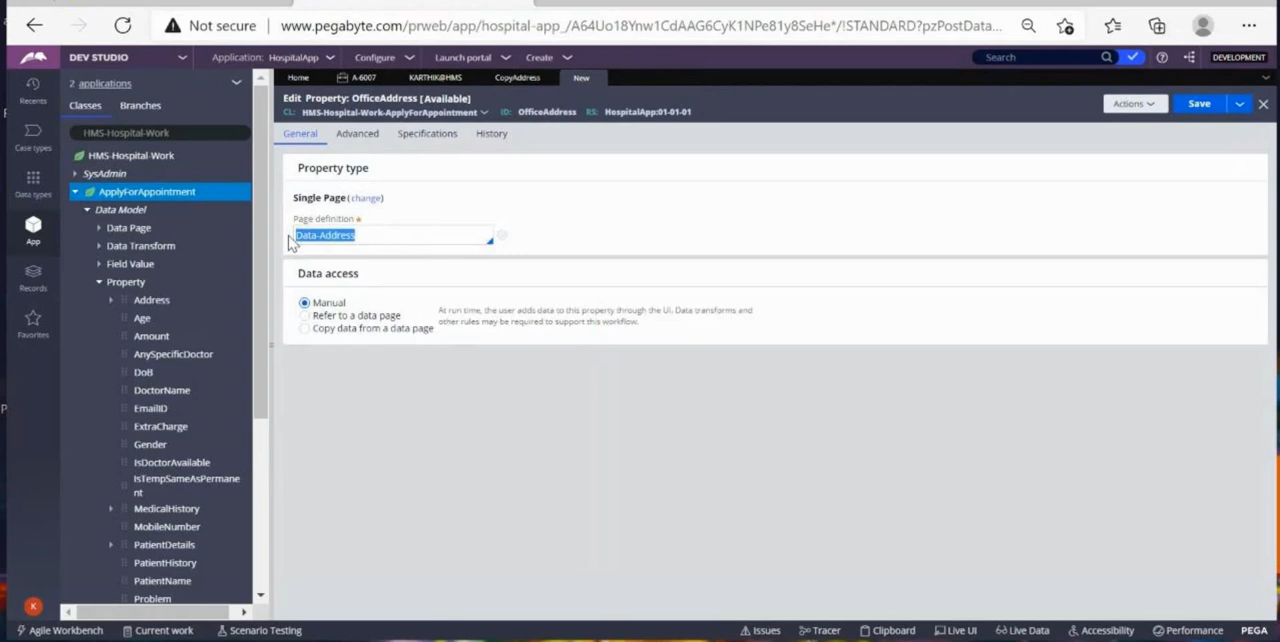 Not secure www.pegabyte.com/prweb/app/hospital-app_/A64Uo18Ynw1CdAAG6CyK1NPe81y8SeHe*/!STANDARD?pzPostData...
DEV STUDIO Application: HospitalApp Configure Launch portal Create Search DEVELOPMENT
Recents
Case types
Data types
App
Records
Favorites
K
2 applications
Classes Branches
HMS-Hospital-Work
HMS-Hospital-Work
SysAdmin
ApplyForAppointment
Data Model
Data Page
Data Transform
Field Value
Property
Address
Age
Amount
AnySpecificDoctor
DoB
DoctorName
EmailID
ExtraCharge
Gender
IsDoctorAvailable
IsTempSameAsPermane
nt
MedicalHistory
MobileNumber
PatientDetails
PatientHistory
PatientName
Problem
Home A-6007 KARTHIK@HMS CopyAddress New
Edit Property: OfficeAddress [Available]
CL: HMS-Hospital-Work-ApplyForAppointment ID: OfficeAddress RS: HospitalApp:01-01-01
Actions Save
General Advanced Specifications History
Property type
Single Page (change)
Page definition
Data-Address
Data access
Manual
Refer to a data page
Copy data from a data page
At run time, the user adds data to this property through the UI. Data transforms and
other rules may be required to support this workflow.
Agile Workbench Current work Scenario Testing Issues Tracer Clipboard Live UI Live Data Accessibility Performance PEGA